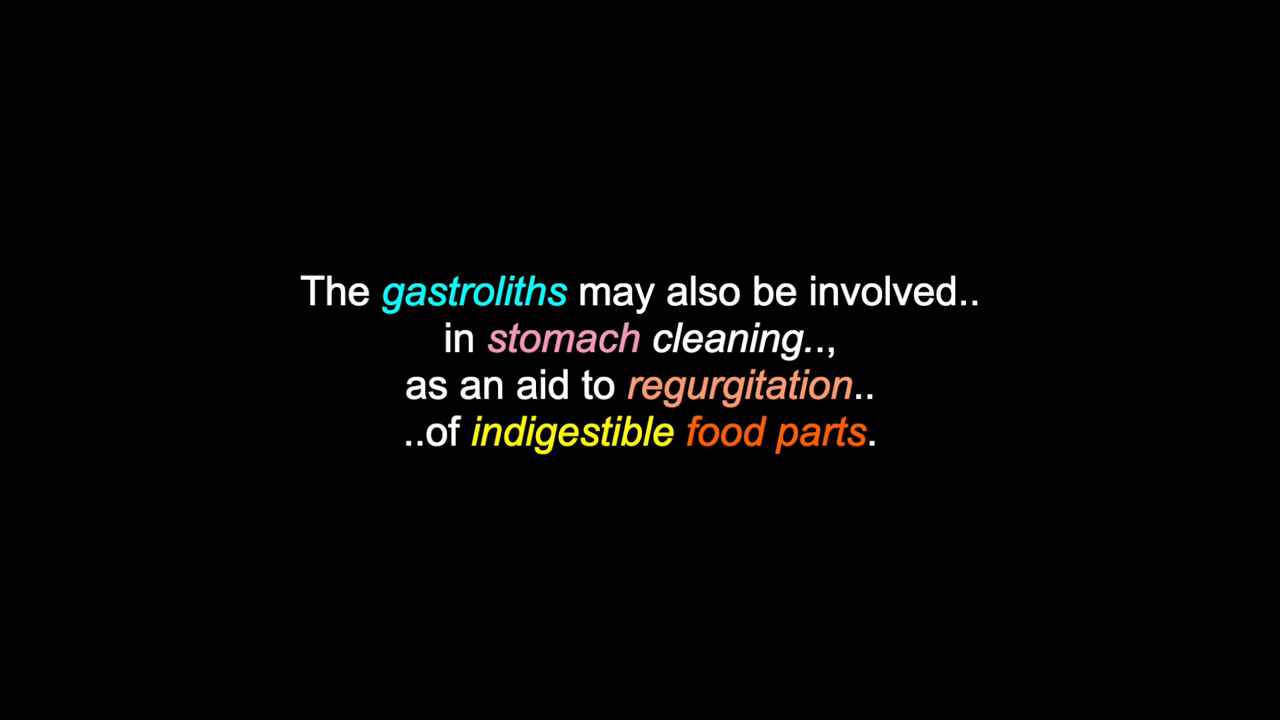 The gastroliths may also be involved..
in stomach cleaning..,
as an aid to regurgitation..
..of indigestible food parts.